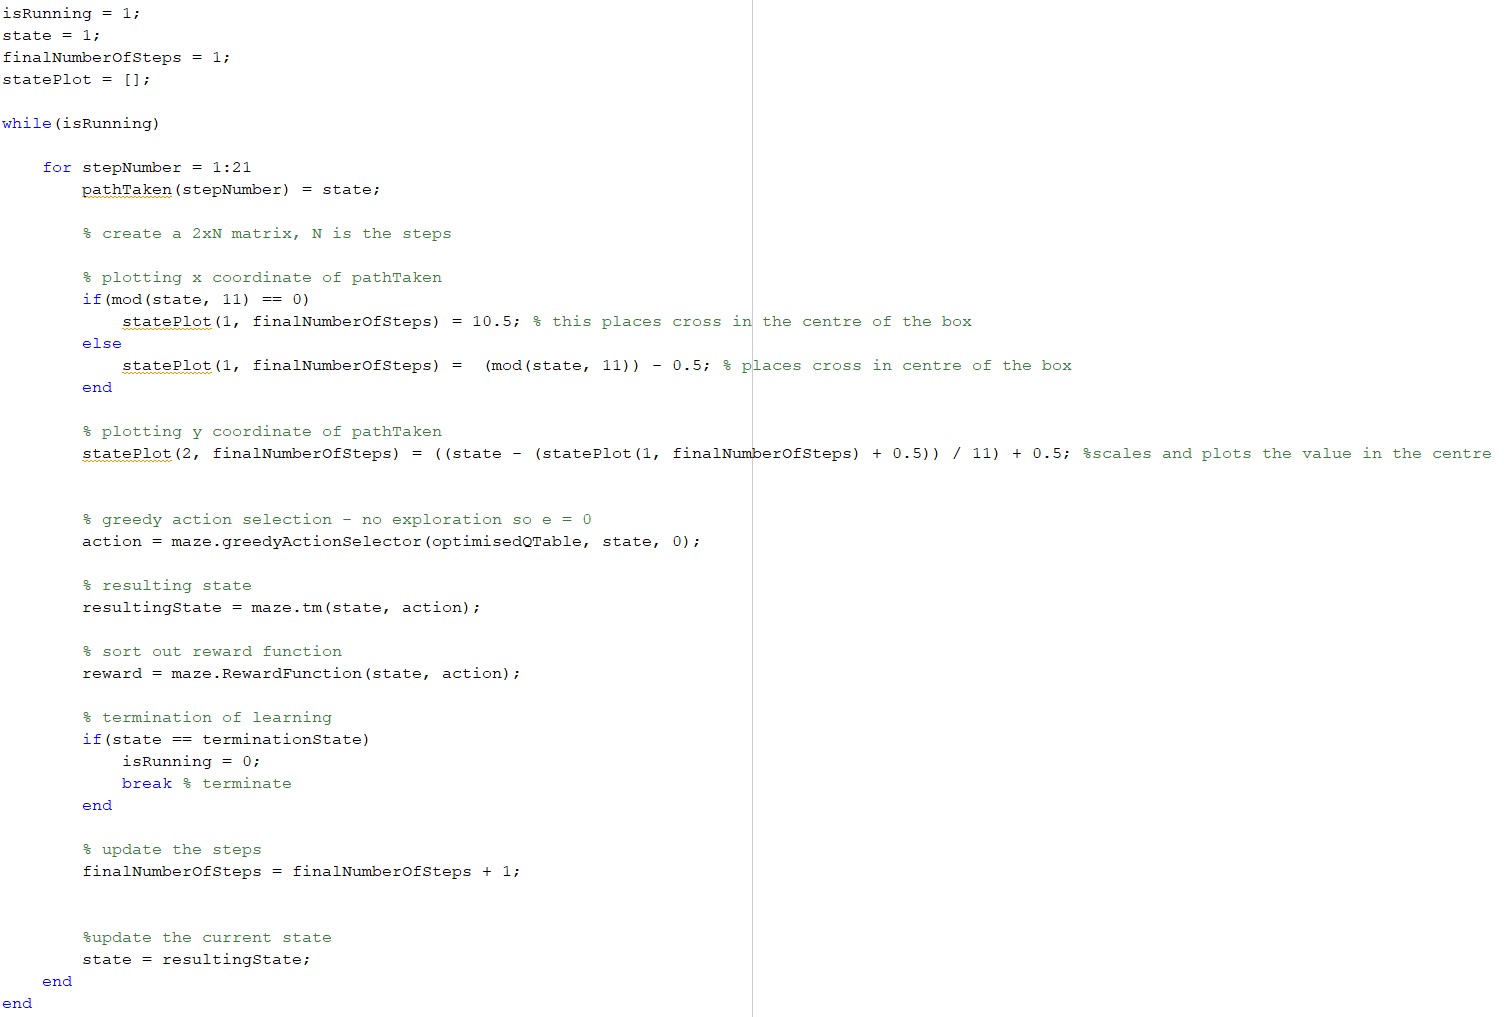 isRunning = 1;
state = 1;
finalNumberOfSteps = 1;
statePlot = [];
while(isRunning)
for stepNumber = 1:21
pathTaken(stepNumber) = state;
% create a 2xN matrix, N is the steps
% plotting x coordinate of pathTaken
if(mod(state, 11) == 0)
statePlot(1, finalNumberOfSteps) = 10.5; % this places cross in the centre of the box
else
statePlot(1, finalNumberOfSteps) =  (mod(state, 11)) - 0.5; % places cross in centre of the box
end
% plotting y coordinate of pathTaken
statePlot(2, finalNumberOfSteps) = ((state - (statePlot(1, finalNumberOfSteps) + 0.5)) / 11) + 0.5; %scales and plots the value in the centre
% greedy action selection - no exploration so e = 0
action = maze.greedyActionSelector(optimisedQTable, state, 0);
% resulting state
resultingState = maze.tm(state, action);
% sort out reward function
reward = maze.RewardFunction(state, action);
% termination of learning
if(state == terminationState)
isRunning = 0;
break % terminate
end
% update the steps
finalNumberOfSteps = finalNumberOfSteps + 1;
%update the current state
state = resultingState;
end
end